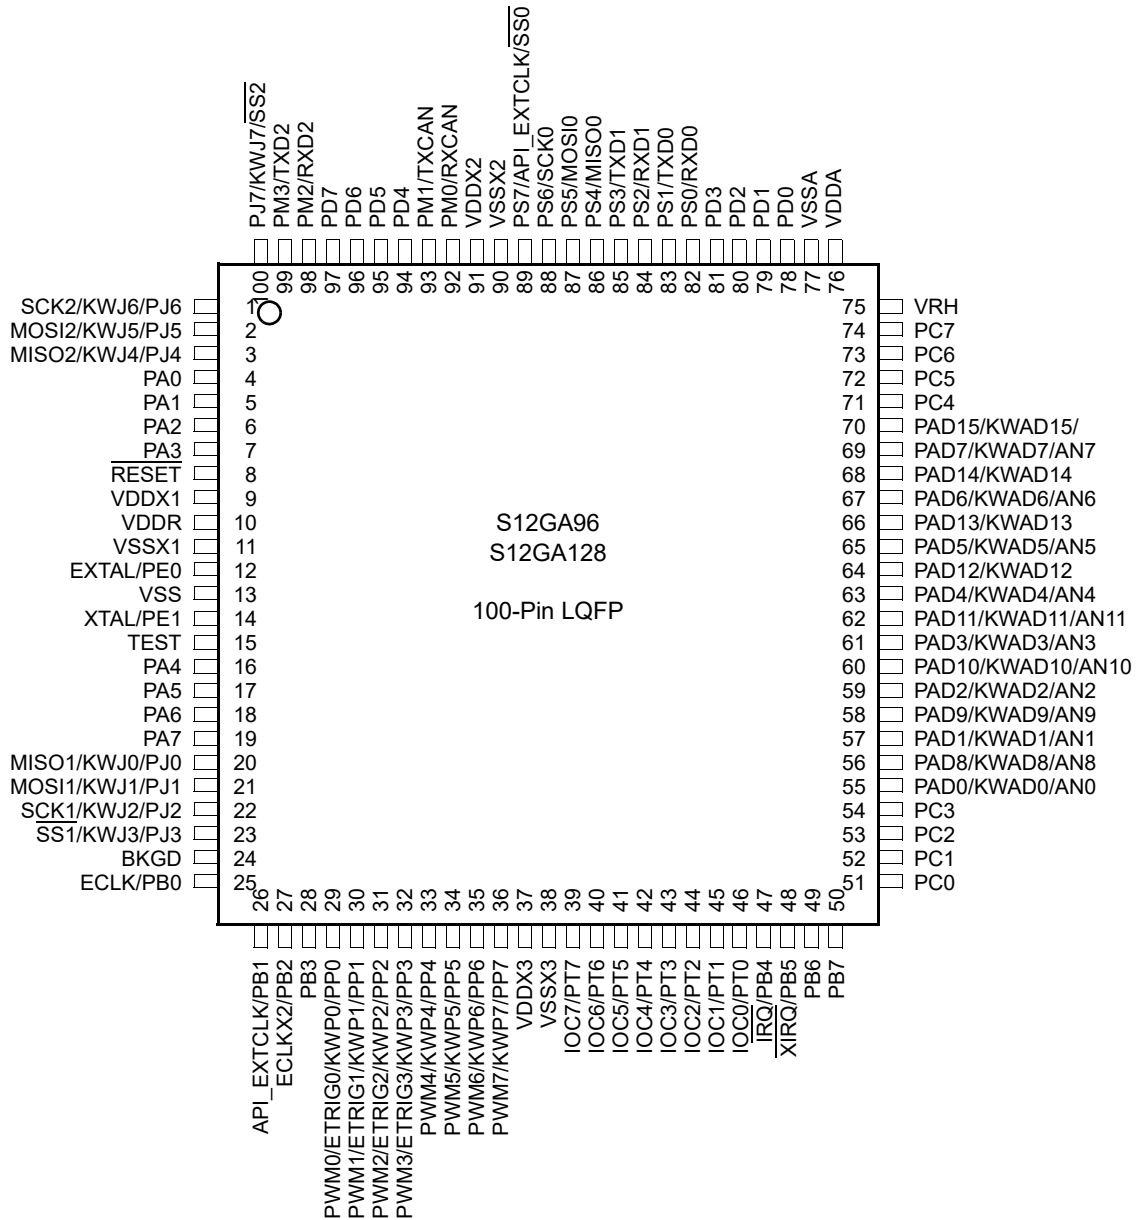 PJ7/KWJ7/SS2
PM3/TXD2
PM2/RXD2
PD7
PD6
PD5
PD4
PM1/TXCAN
PM0/RXCAN
VDDX2
VSSX2
PS7/API_EXTCLK/SS0
PS6/SCK0
PS5/MOSI0
PS4/MISO0
PS3/TXD1
PS2/RXD1
PS1/TXD0
PS0/RXD0
PD3
PD2
PD1
PD0
VSSA
VDDA
100
99
98
97
96
95
94
93
92
91
90
89
88
87
86
85
84
83
82
81
80
79
78
77
76
SCK2/KWJ6/PJ6 1
MOSI2/KWJ5/PJ5 2
MISO2/KWJ4/PJ4 3
PA0 4
PA1 5
PA2 6
PA3 7
RESET 8
VDDX1 9
VDDR 10
VSSX1 11
EXTAL/PE0 12
VSS 13
XTAL/PE1 14
TEST 15
PA4 16
PA5 17
PA6 18
PA7 19
MISO1/KWJ0/PJ0 20
MOSI1/KWJ1/PJ1 21
SCK1/KWJ2/PJ2 22
SS1/KWJ3/PJ3 23
BKGD 24
ECLK/PB0 25
S12GA96
S12GA128
100-Pin LQFP
75 VRH
74 PC7
73 PC6
72 PC5
71 PC4
70 PAD15/KWAD15/
69 PAD7/KWAD7/AN7
68 PAD14/KWAD14
67 PAD6/KWAD6/AN6
66 PAD13/KWAD13
65 PAD5/KWAD5/AN5
64 PAD12/KWAD12
63 PAD4/KWAD4/AN4
62 PAD11/KWAD11/AN11
61 PAD3/KWAD3/AN3
60 PAD10/KWAD10/AN10
59 PAD2/KWAD2/AN2
58 PAD9/KWAD9/AN9
57 PAD1/KWAD1/AN1
56 PAD8/KWAD8/AN8
55 PAD0/KWAD0/AN0
54 PC3
53 PC2
52 PC1
51 PC0
26
27
28
29
30
31
32
33
34
35
36
37
38
39
40
41
42
43
44
45
46
47
48
49
50
API_EXTCLK/PB1
ECLKX2/PB2
PB3
PWM0/ETRIG0/KWP0/PP0
PWM1/ETRIG1/KWP1/PP1
PWM2/ETRIG2/KWP2/PP2
PWM3/ETRIG3/KWP3/PP3
PWM4/KWP4/PP4
PWM5/KWP5/PP5
PWM6/KWP6/PP6
PWM7/KWP7/PP7
VDDX3
VSSX3
IOC7/PT7
IOC6/PT6
IOC5/PT5
IOC4/PT4
IOC3/PT3
IOC2/PT2
IOC1/PT1
IOC0/PT0
IRQ/PB4
XIRQ/PB5
PB6
PB7